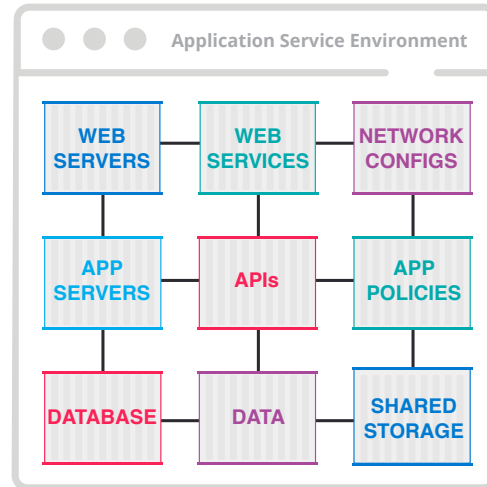 Application Service Environment
WEB
SERVERS
WEB
SERVICES
NETWORK
CONFIGS
APP
SERVERS
APIs
APP
POLICIES
DATABASE
DATA
SHARED
STORAGE